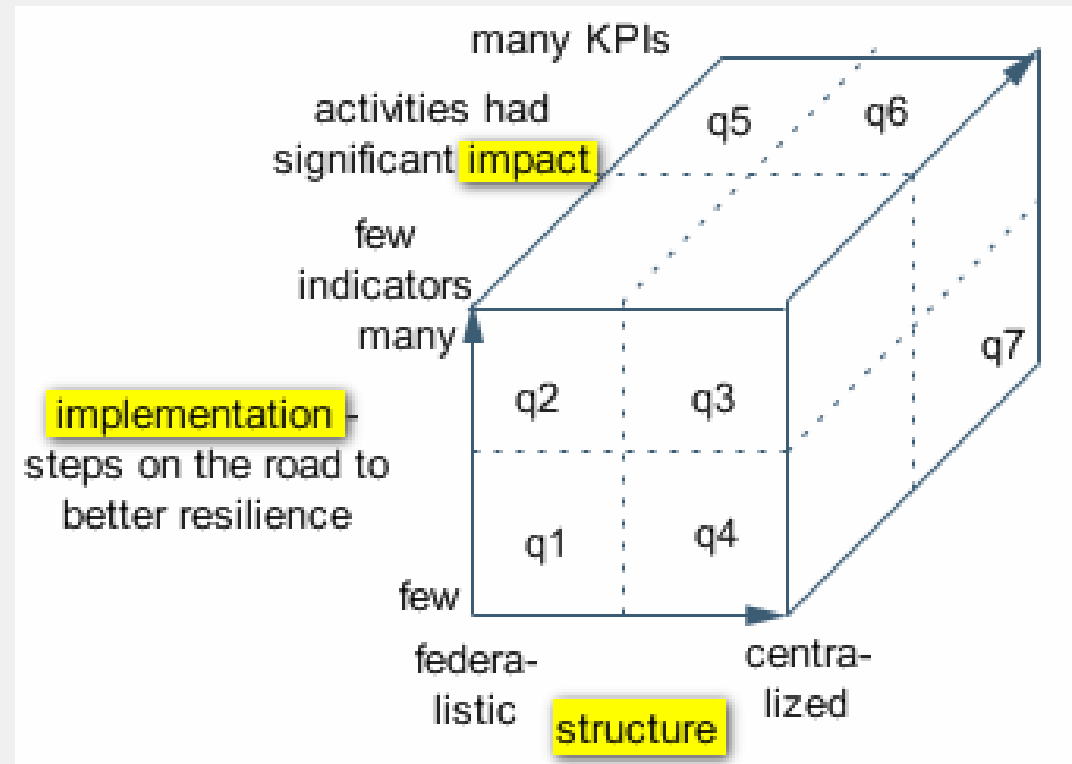 many KPIs
activities had
significant impact
few
indicators
many
implementation -
steps on the road to
better resilience
few
q5
q6
q2
q3
q7
q1
q4
federa-
listic
centra-
lized
structure